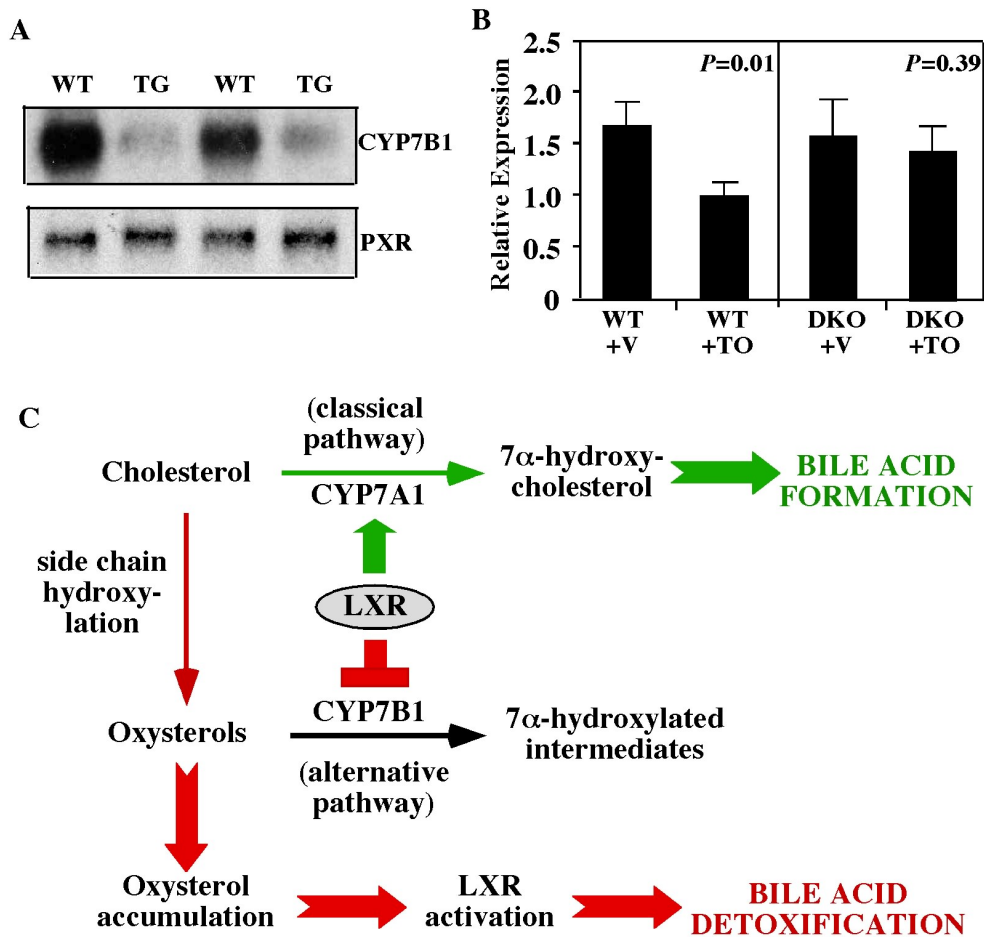 A
WT TG WT TG
CYP7B1
PXR
B
Relative Expression
2.5
2.0
1.5
1.0
0.5
0
P=0.01
P=0.39
WT
+V
WT
+TO
DKO
+V
DKO
+TO
C
(classical
pathway)
Cholesterol
CYP7A1
7α-hydroxy-
cholesterol
BILE ACID
FORMATION
side chain
hydroxy-
lation
LXR
Oxysterols
CYP7B1
(alternative
pathway)
7α-hydroxylated
intermediates
Oxysterol
accumulation
LXR
activation
BILE ACID
DETOXIFICATION